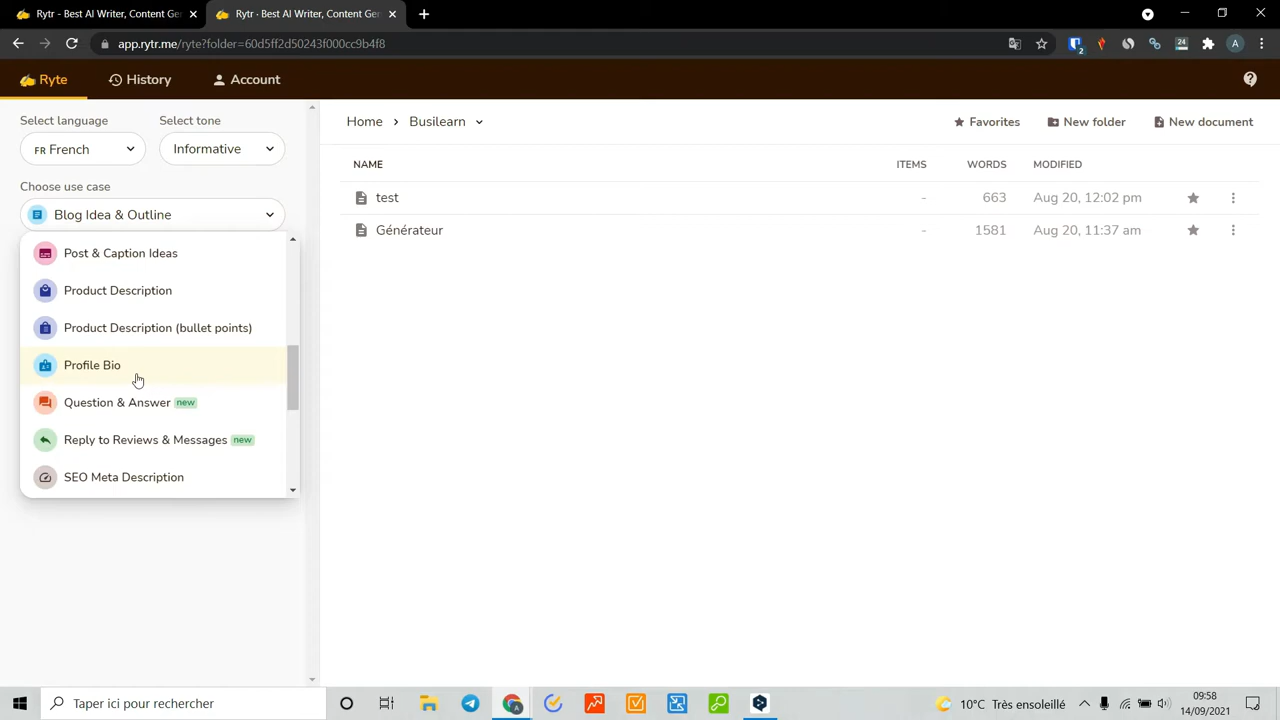 Rytr - Best AI Writer, Content Gen
Rytr - Best AI Writer, Content Gen
app.rytr.me/ryte?folder=60d5ff2d50243f000cc9b4f8
2
24
A
Ryte
History
Account
Select language
Select tone
FR French
Informative
Choose use case
Blog Idea & Outline
Post & Caption Ideas
Product Description
Product Description (bullet points)
Profile Bio
Question & Answer new
Reply to Reviews & Messages new
SEO Meta Description
Home > Busilearn
Favorites
New folder
New document
NAME
ITEMS
WORDS
MODIFIED
test - 663 Aug 20, 12:02 pm
Générateur - 1581 Aug 20, 11:37 am
Taper ici pour rechercher
10°C Très ensoleillé
09:58
14/09/2021